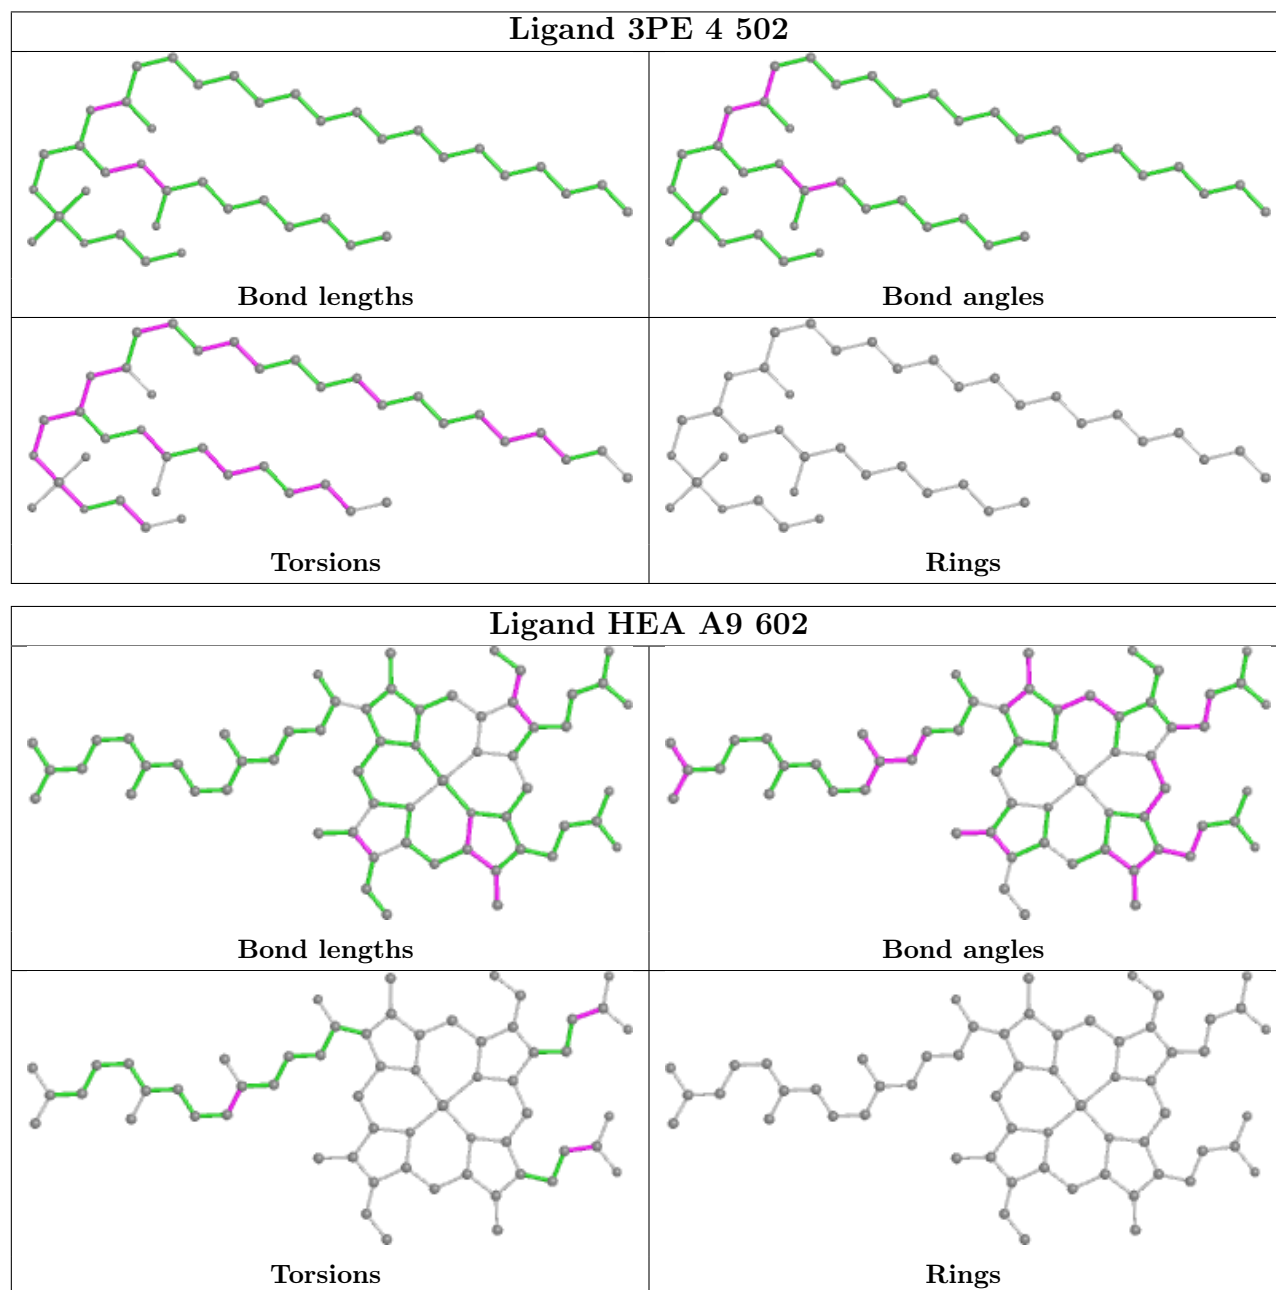 Ligand 3PE 4 502
Bond lengths
Bond angles
Torsions
Rings
Ligand HEA A9 602
Bond lengths
Bond angles
Torsions
Rings